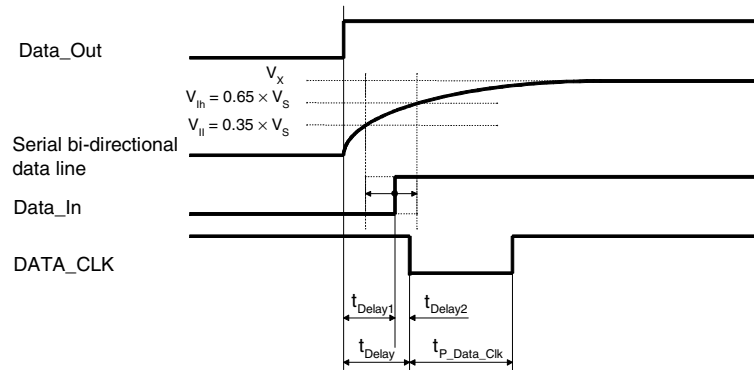 Data_Out
V_X
V_Ih = 0.65 × V_S
V_Il = 0.35 × V_S
Serial bi-directional
data line
Data_In
DATA_CLK
t_Delay1
t_Delay2
t_Delay
t_P_Data_Clk